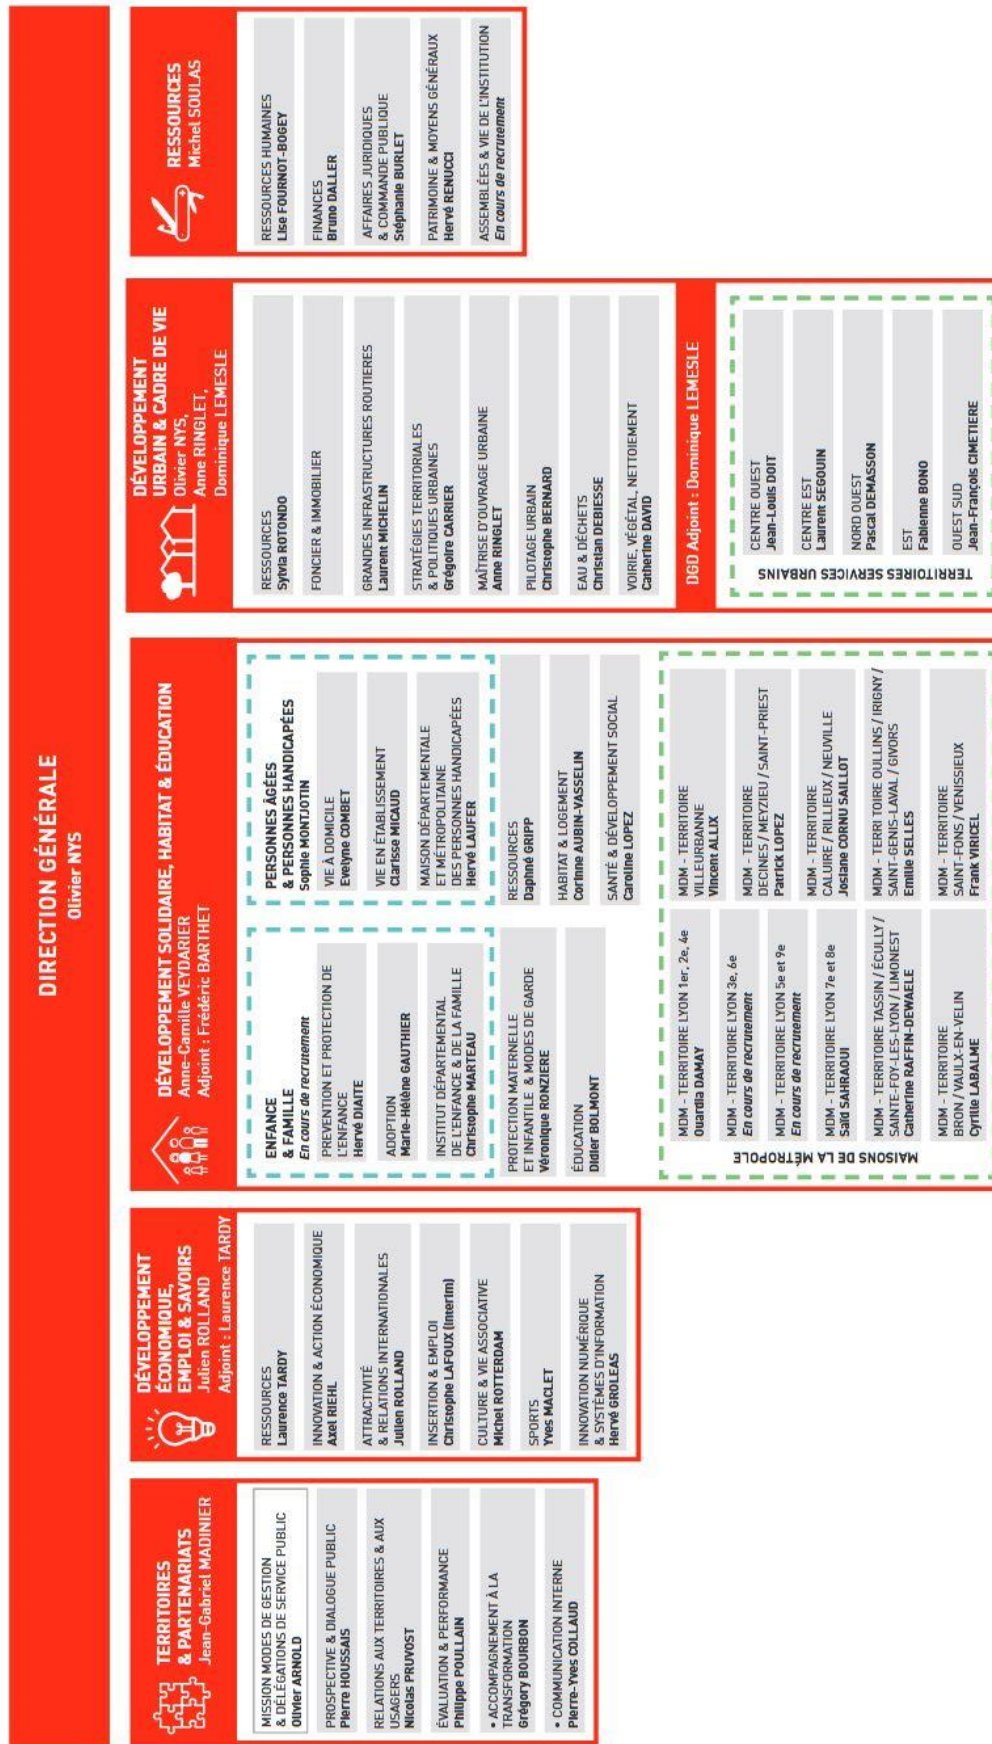 DIRECTION GÉNÉRALE
Olivier NYS
TERRITOIRES
& PARTENARIATS
Jean-Gabriel MADINIER
MISSION MODES DE GESTION
& DÉLÉGATIONS DE SERVICE PUBLIC
Olivier ARNOLD
PROSPECTIVE & DIALOGUE PUBLIC
Pierre HOUSSAIS
RELATIONS AUX TERRITOIRES & AUX
USAGERS
Nicolas PRUVOST
ÉVALUATION & PERFORMANCE
Philippe POULLAIN
• ACCOMPAGNEMENT À LA
TRANSFORMATION
Grégory BOURBON
• COMMUNICATION INTERNE
Pierre-Yves COLLAUD
DÉVELOPPEMENT
ÉCONOMIQUE,
EMPLOI & SAVOIRS
Julien ROLLAND
Adjoint : Laurence TARDY
RESSOURCES
Laurence TARDY
INNOVATION & ACTION ÉCONOMIQUE
Axel RIEHL
ATTRACTIVITÉ
& RELATIONS INTERNATIONALES
Julien ROLLAND
INSERTION & EMPLOI
Christophe LAFOUX (Interim)
CULTURE & VIE ASSOCIATIVE
Michel ROTTERDAM
SPORTS
Yves MACLET
INNOVATION NUMÉRIQUE
& SYSTÈMES D'INFORMATION
Hervé GROLEAS
DÉVELOPPEMENT SOLIDAIRE, HABITAT & ÉDUCATION
Anne-Camille VEYDARIER
Adjoint : Frédéric BARTHET
ENFANCE
& FAMILLE
En cours de recrutement
PREVENTION ET PROTECTION DE
L'ENFANCE
Hervé DIAITE
ADOPTION
Marie-Hélène GAUTHIER
INSTITUT DÉPARTEMENTAL
DE L'ENFANCE & DE LA FAMILLE
Christophe MARTEAU
PROTECTION MATERNELLE
ET INFANTILE & MODES DE GARDE
Véronique RONZIERE
ÉDUCATION
Didier BOLMONT
PERSONNES ÂGÉES
& PERSONNES HANDICAPÉES
Sophie MONTJOTIN
VIE À DOMICILE
Evelyne COMBET
VIE EN ÉTABLISSEMENT
Clarisse MICAUD
MAISON DÉPARTEMENTALE
ET MÉTROPOLITAINE
DES PERSONNES HANDICAPÉES
Hervé LAUFER
RESSOURCES
Daphné GRIPP
HABITAT & LOGEMENT
Corinne AUBIN-VASSELIN
SANTÉ & DÉVELOPPEMENT SOCIAL
Caroline LOPEZ
MAISONS DE LA MÉTROPOLE
MDM - TERRITOIRE LYON 1er, 2e, 4e
Ouardia DAMAY
MDM - TERRITOIRE LYON 3e, 6e
En cours de recrutement
MDM - TERRITOIRE LYON 5e et 9e
En cours de recrutement
MDM - TERRITOIRE LYON 7e et 8e
Saïd SAHRAOUI
MDM - TERRITOIRE TASSIN / ÉCULLY /
SAINTE-FOY-LES-LYON / LIMONEST
Catherine RAFFIN-DEWAELE
MDM - TERRITOIRE
BRON / VAULX-EN-VELIN
Cyrille LABALME
MDM - TERRITOIRE
VILLEURBANNE
Vincent ALLIX
MDM - TERRITOIRE
DECINES / MEYZIEU / SAINT-PRIEST
Patrick LOPEZ
MDM - TERRITOIRE
CALUIRE / RILLIEUX / NEUVILLE
Josiane CORNU SAILLOT
MDM - TERRI TOIRE OULLINS / IRIGNY /
SAINT-GENIS-LAVAL / GIVORS
Emilie SELLES
MDM - TERRITOIRE
SAINT-FONS / VENISSIEUX
Frank VIRICEL
DÉVELOPPEMENT
URBAIN & CADRE DE VIE
Olivier NYS,
Anne RINGLET,
Dominique LEMESLE
RESSOURCES
Sylvia ROTONDO
FONCIER & IMMOBILIER
GRANDES INFRASTRUCTURES ROUTIERES
Laurent MICHELIN
STRATÉGIES TERRITORIALES
& POLITIQUES URBAINES
Grégoire CARRIER
MAÎTRISE D'OUVRAGE URBAINE
Anne RINGLET
PILOTAGE URBAIN
Christophe BERNARD
EAU & DÉCHETS
Christian DEBIESSE
VOIRIE, VÉGÉTAL, NETTOIEMENT
Catherine DAVID
DGD Adjoint : Dominique LEMESLE
TERRITOIRES SERVICES URBAINS
CENTRE OUEST
Jean-Louis DOIT
CENTRE EST
Laurent SEGOUIN
NORD OUEST
Pascal DEMASSON
EST
Fabienne BONO
OUEST SUD
Jean-François CIMETIERE
RESSOURCES
Michel SOULAS
RESSOURCES HUMAINES
Lise FOURNOT-BOGEY
FINANCES
Bruno DALLER
AFFAIRES JURIDIQUES
& COMMANDE PUBLIQUE
Stéphanie BURLET
PATRIMOINE & MOYENS GÉNÉRAUX
Hervé RENUCCI
ASSEMBLÉES & VIE DE L'INSTITUTION
En cours de recrutement